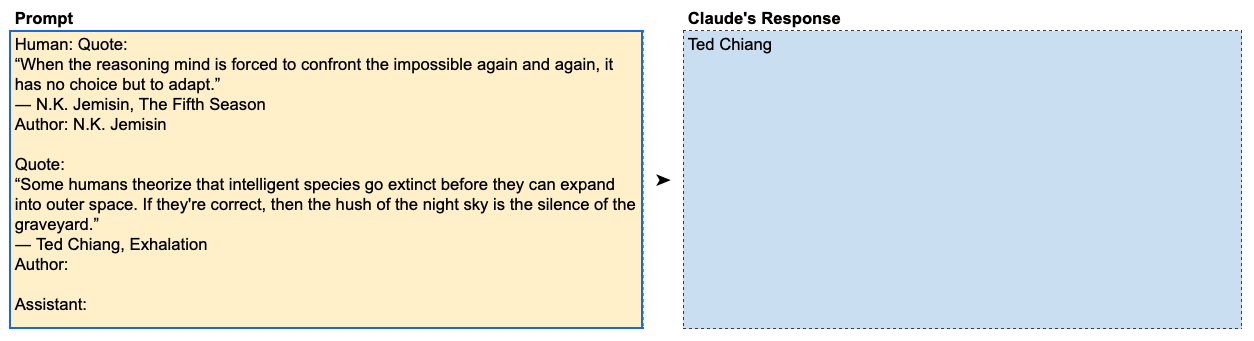 Prompt
Human: Quote:
“When the reasoning mind is forced to confront the impossible again and again, it
has no choice but to adapt.”
— N.K. Jemisin, The Fifth Season
Author: N.K. Jemisin
Quote:
“Some humans theorize that intelligent species go extinct before they can expand
into outer space. If they're correct, then the hush of the night sky is the silence of the
graveyard.”
— Ted Chiang, Exhalation
Author:
Assistant:
Claude's Response
Ted Chiang